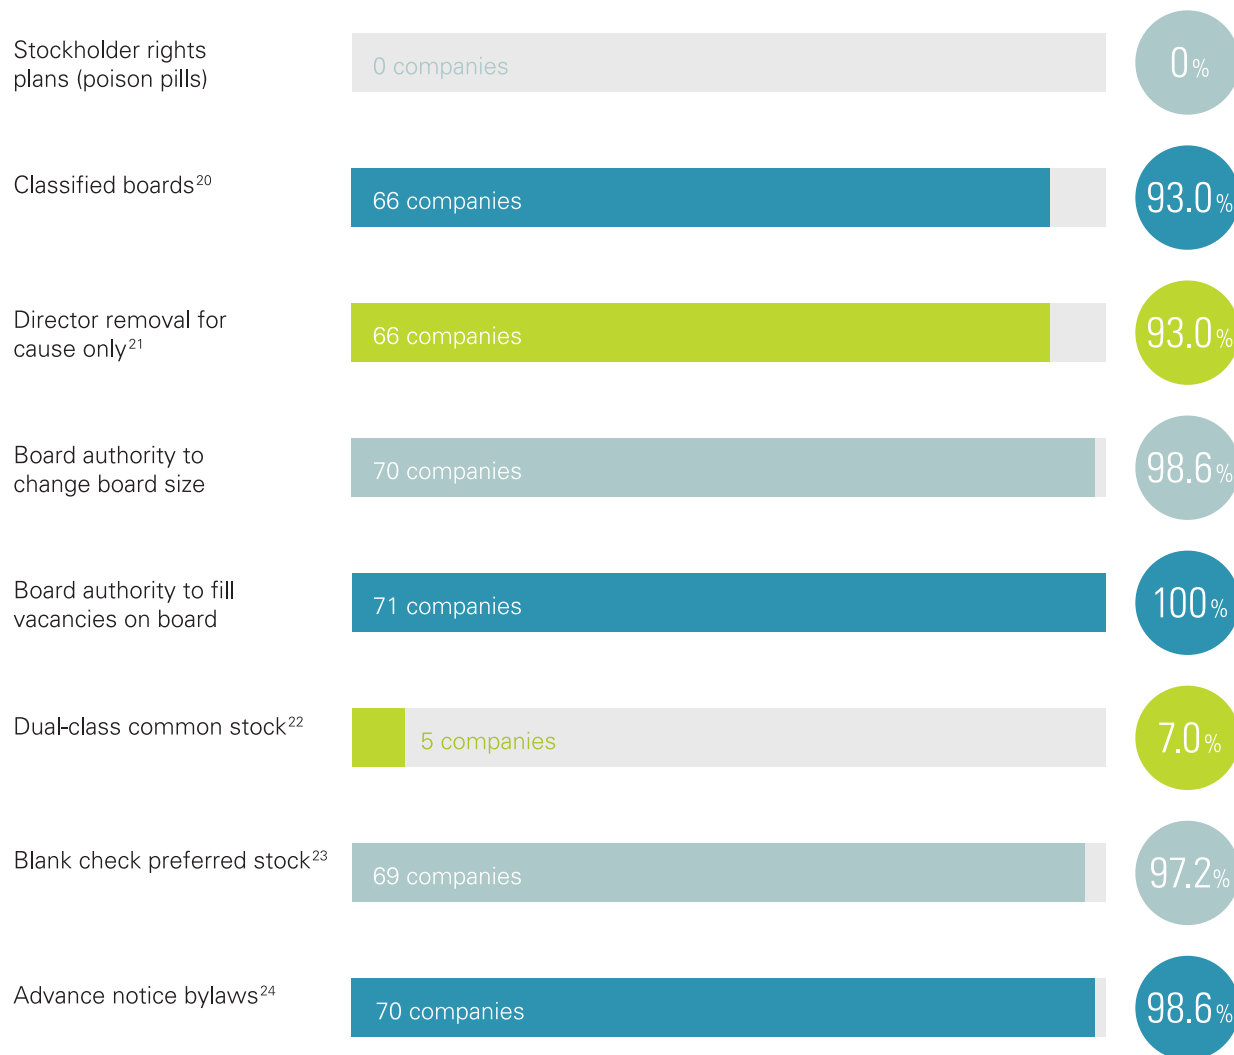 Stockholder rights
plans (poison pills)
0 companies
0%
Classified boards20
66 companies
93.0%
Director removal for
cause only21
66 companies
93.0%
Board authority to
change board size
70 companies
98.6%
Board authority to fill
vacancies on board
71 companies
100%
Dual-class common stock22
5 companies
7.0%
Blank check preferred stock23
69 companies
97.2%
Advance notice bylaws24
70 companies
98.6%